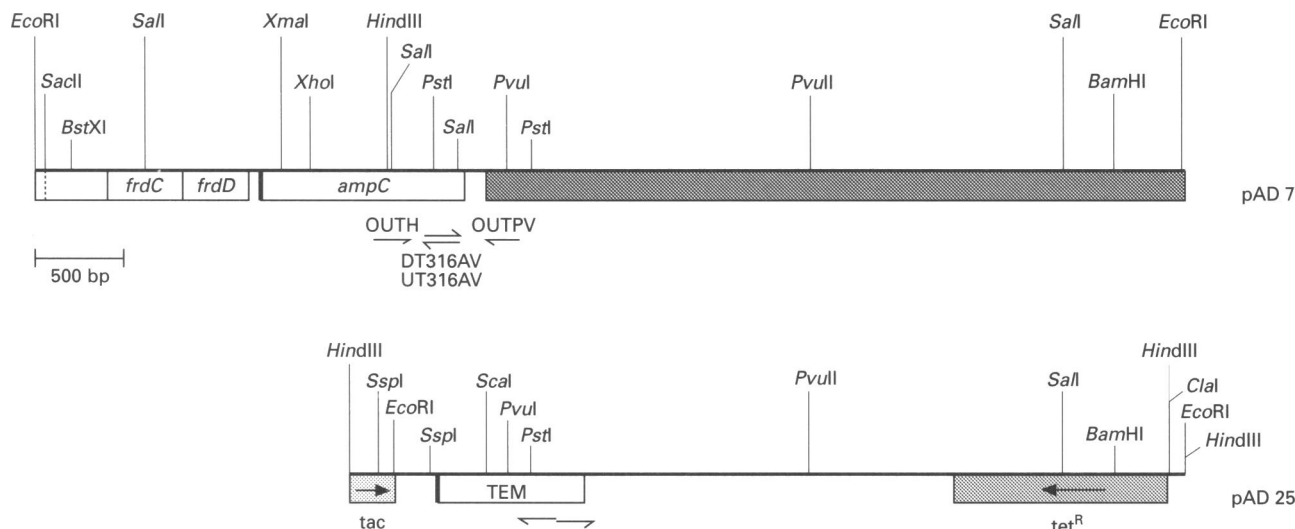 EcoRI SalI XmaI HindIII SalI EcoRI
SalI
SacII XhoI PstI PvuI PvuII BamHI
BstXI SalI PstI
frdC frdD ampC
pAD 7
OUTH OUTPV
DT316AV
UT316AV
500 bp
HindIII HindIII
SspI ScaI PvuII SalI ClaI
EcoRI PvuI EcoRI
SspI PstI BamHI HindIII
TEM
pAD 25
tac tetR